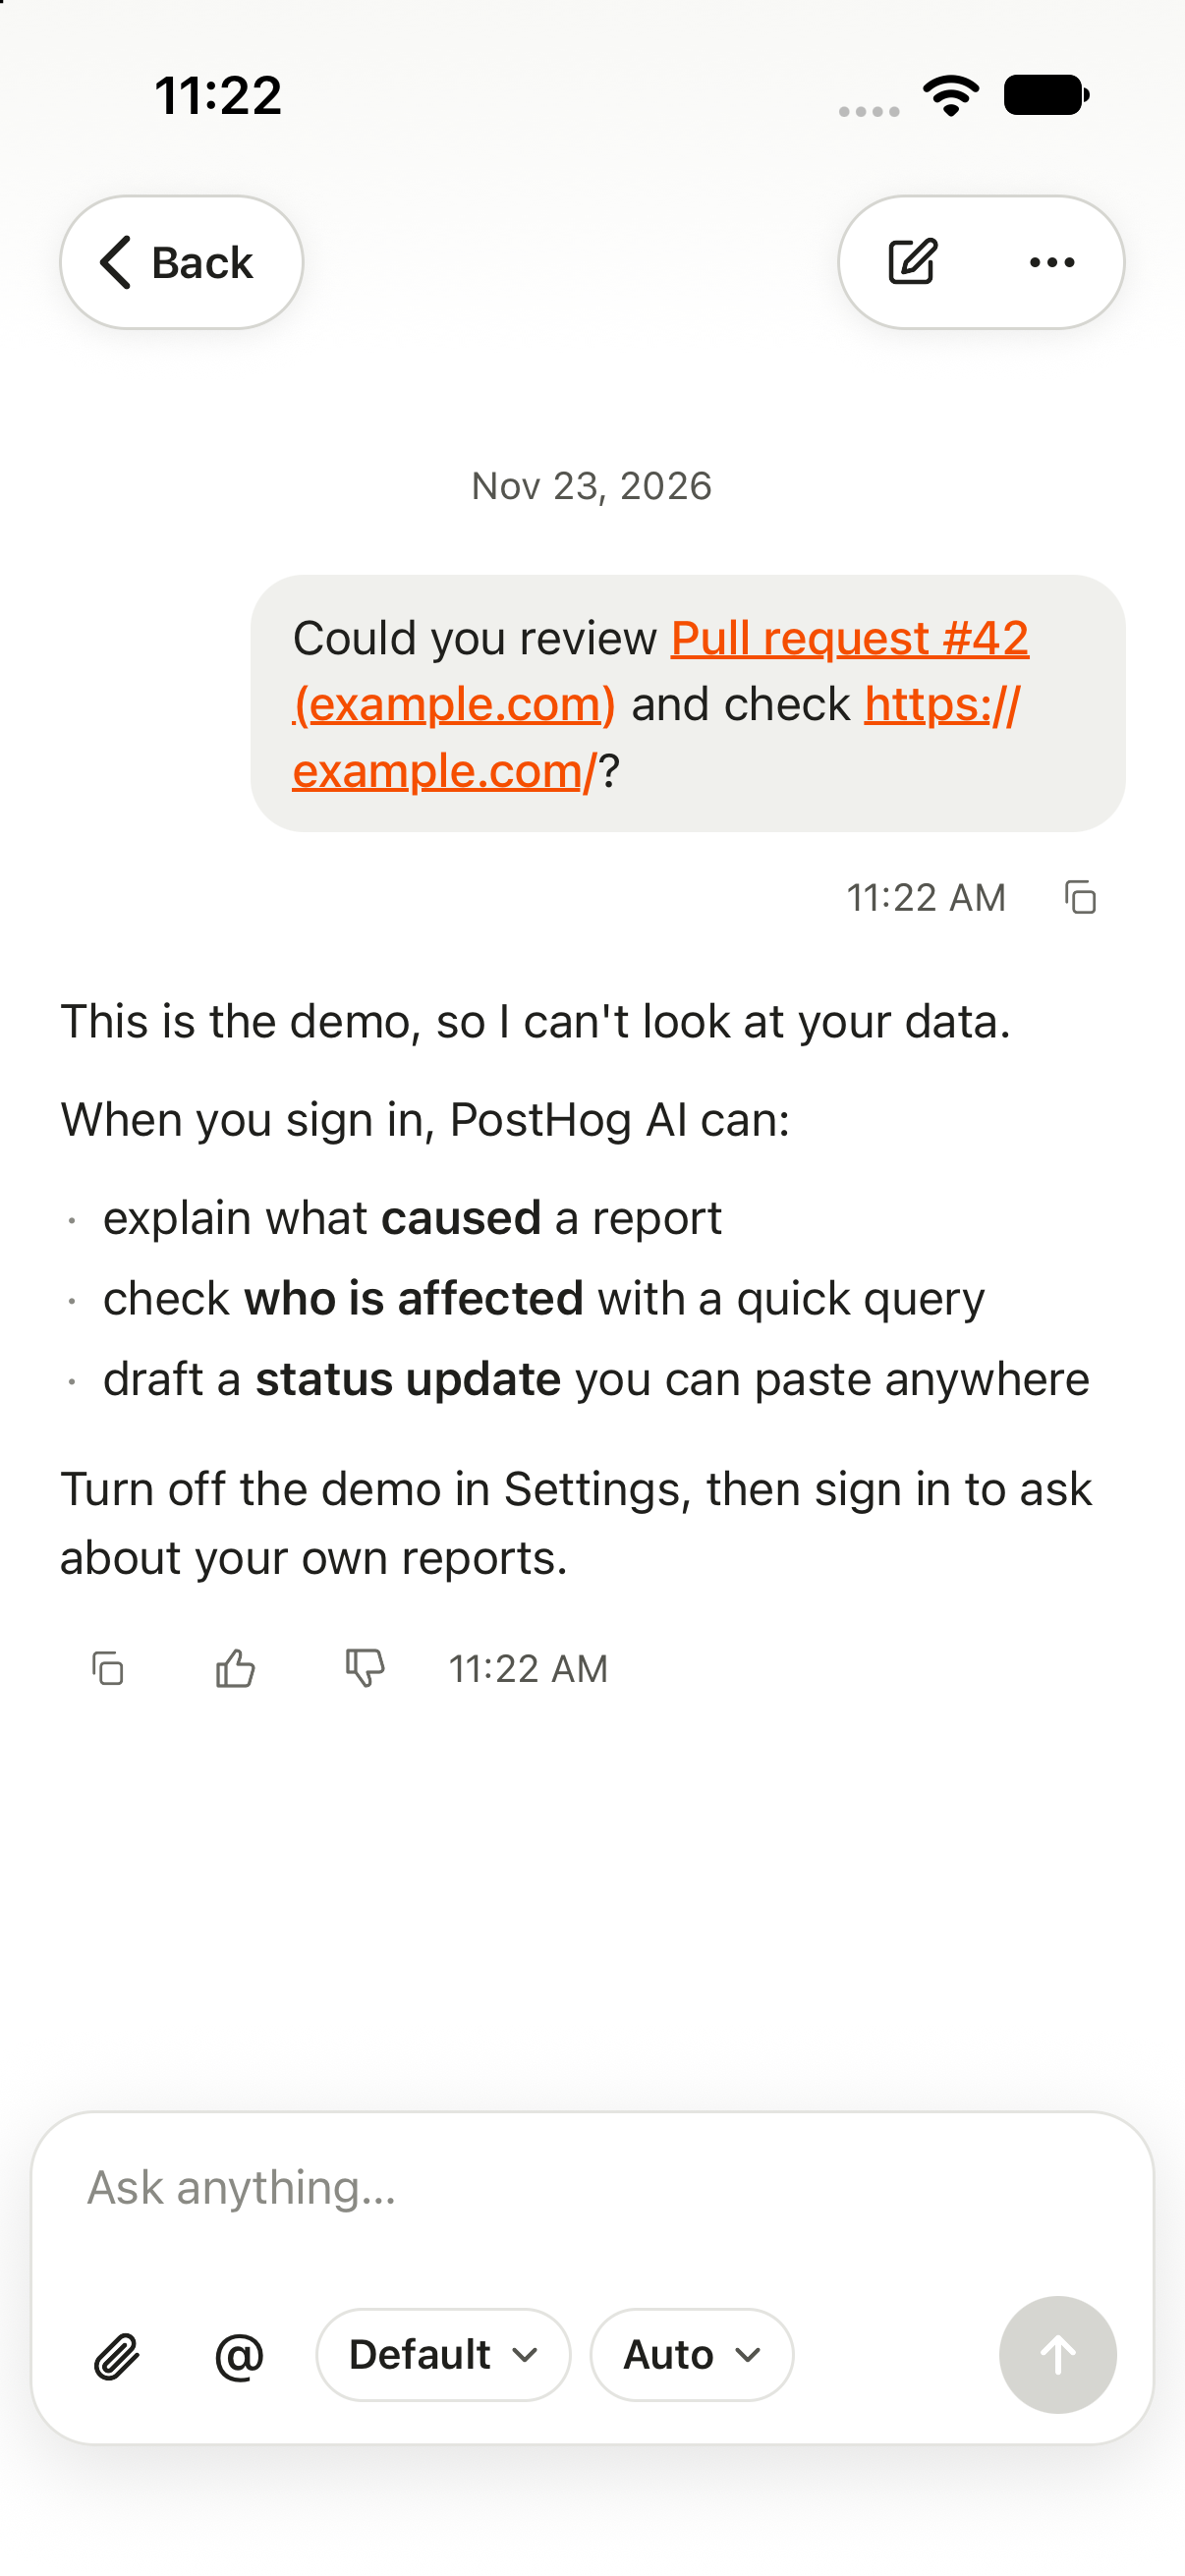 11:22
Back
Nov 23, 2026
Could you review Pull request #42
(example.com) and check https://
example.com/?
11:22 AM
This is the demo, so I can't look at your data.
When you sign in, PostHog AI can:
· explain what caused a report
· check who is affected with a quick query
· draft a status update you can paste anywhere
Turn off the demo in Settings, then sign in to ask
about your own reports.
11:22 AM
Ask anything...
@ Default Auto